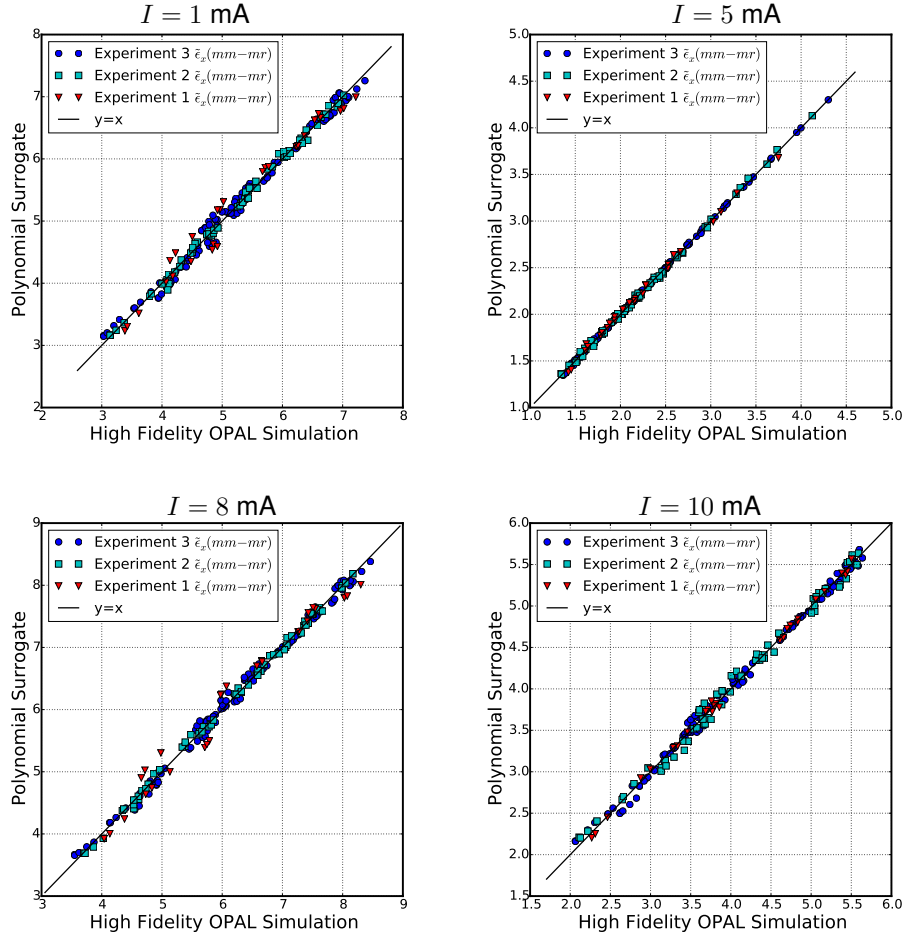 I = 1 mA
8
7
6
5
4
3
2
Polynomial Surrogate
Experiment 3 ε̃ₓ(mm−mr)
Experiment 2 ε̃ₓ(mm−mr)
Experiment 1 ε̃ₓ(mm−mr)
y=x
2 3 4 5 6 7 8
High Fidelity OPAL Simulation
I = 5 mA
5.0
4.5
4.0
3.5
3.0
2.5
2.0
1.5
1.0
Polynomial Surrogate
Experiment 3 ε̃ₓ(mm−mr)
Experiment 2 ε̃ₓ(mm−mr)
Experiment 1 ε̃ₓ(mm−mr)
y=x
1.0 1.5 2.0 2.5 3.0 3.5 4.0 4.5 5.0
High Fidelity OPAL Simulation
I = 8 mA
9
8
7
6
5
4
3
Polynomial Surrogate
Experiment 3 ε̃ₓ(mm−mr)
Experiment 2 ε̃ₓ(mm−mr)
Experiment 1 ε̃ₓ(mm−mr)
y=x
3 4 5 6 7 8 9
High Fidelity OPAL Simulation
I = 10 mA
6.0
5.5
5.0
4.5
4.0
3.5
3.0
2.5
2.0
1.5
Polynomial Surrogate
Experiment 3 ε̃ₓ(mm−mr)
Experiment 2 ε̃ₓ(mm−mr)
Experiment 1 ε̃ₓ(mm−mr)
y=x
1.5 2.0 2.5 3.0 3.5 4.0 4.5 5.0 5.5 6.0
High Fidelity OPAL Simulation